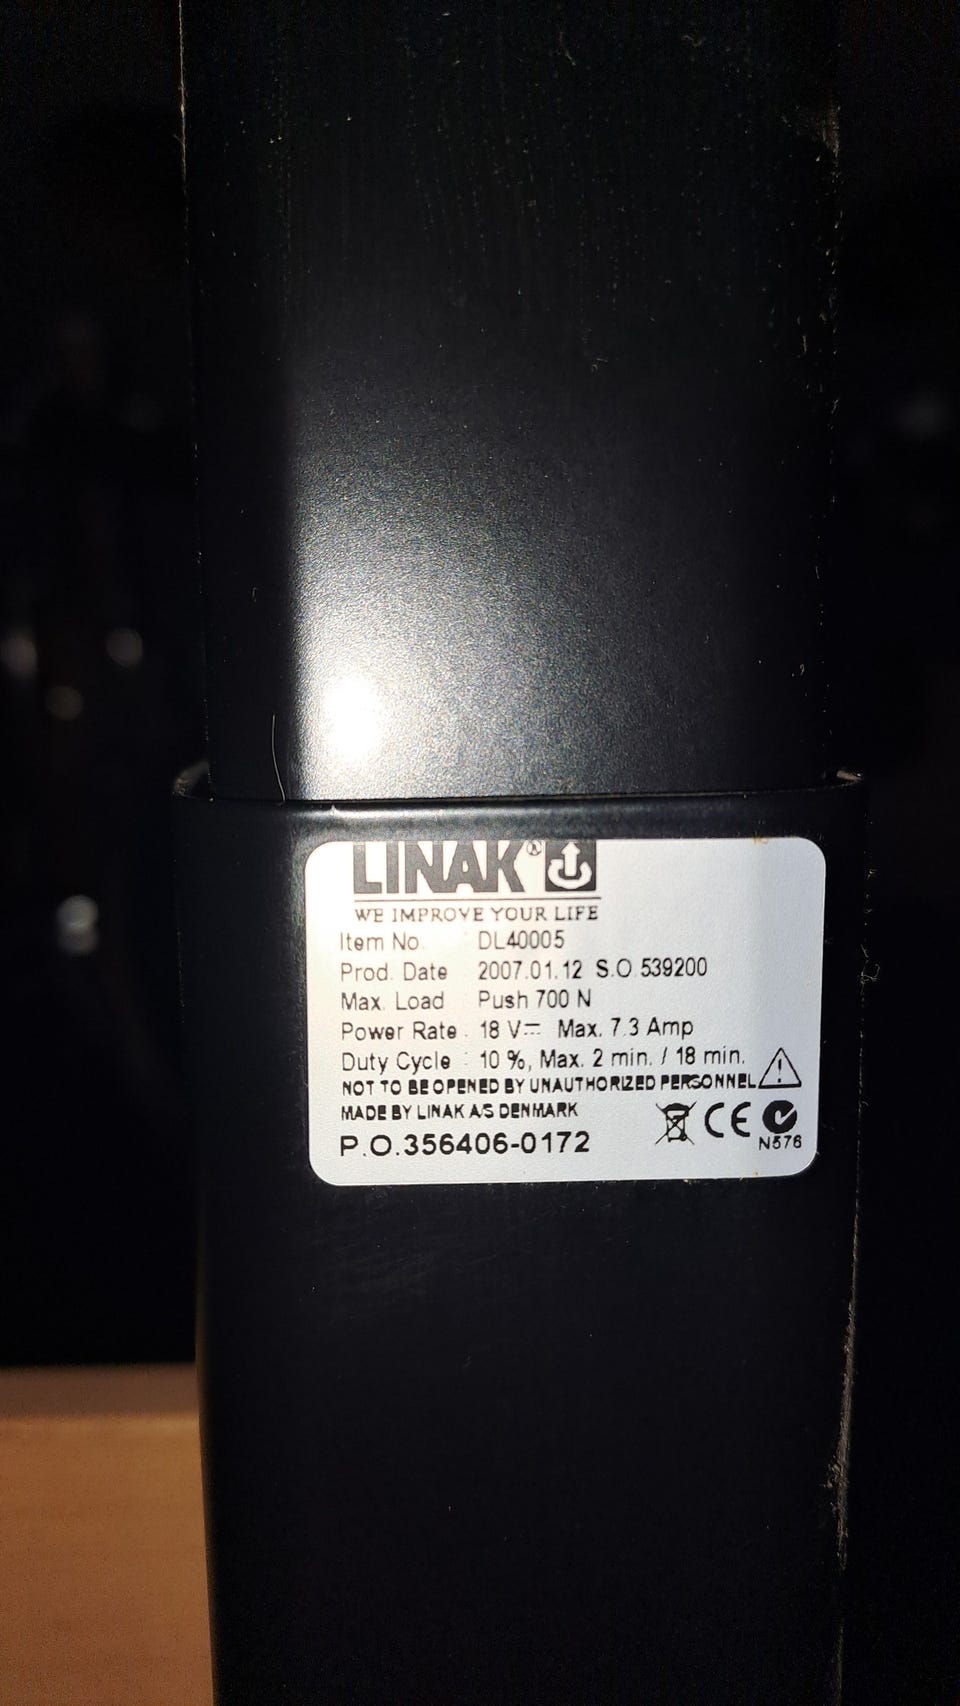 LINAK®
WE IMPROVE YOUR LIFE
Item No. DL40005
Prod. Date 2007.01.12 S.O.539200
Max. Load Push 700 N
Power Rate : 18 V⎓ Max. 7.3 Amp
Duty Cycle : 10 %, Max. 2 min. / 18 min.
NOT TO BE OPENED BY UNAUTHORIZED PERSONNEL
MADE BY LINAK A/S DENMARK
P.O.356406-0172
CE
N576